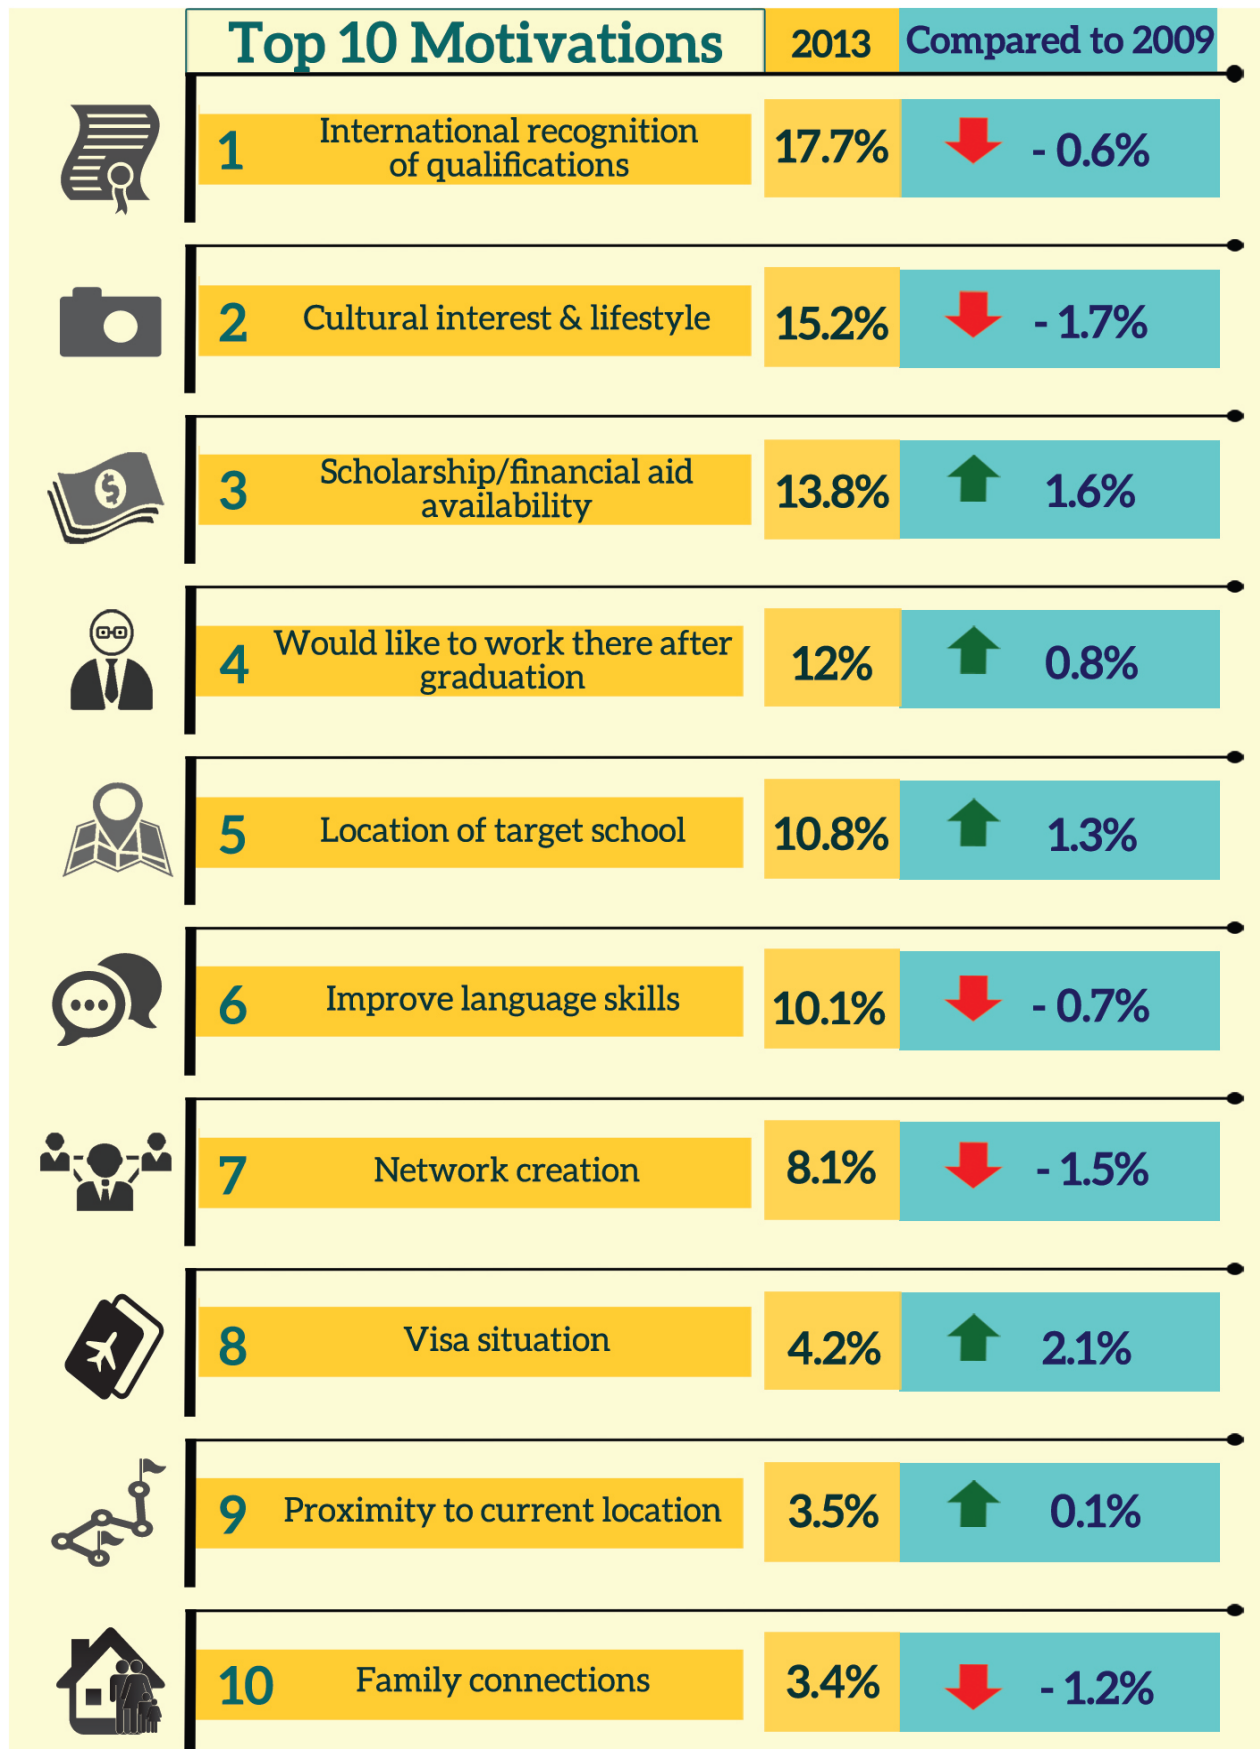 Top 10 Motivations 2013 Compared to 2009
1 International recognition of qualifications 17.7% - 0.6%
2 Cultural interest & lifestyle 15.2% - 1.7%
3 Scholarship/financial aid availability 13.8% 1.6%
4 Would like to work there after graduation 12% 0.8%
5 Location of target school 10.8% 1.3%
6 Improve language skills 10.1% - 0.7%
7 Network creation 8.1% - 1.5%
8 Visa situation 4.2% 2.1%
9 Proximity to current location 3.5% 0.1%
10 Family connections 3.4% - 1.2%